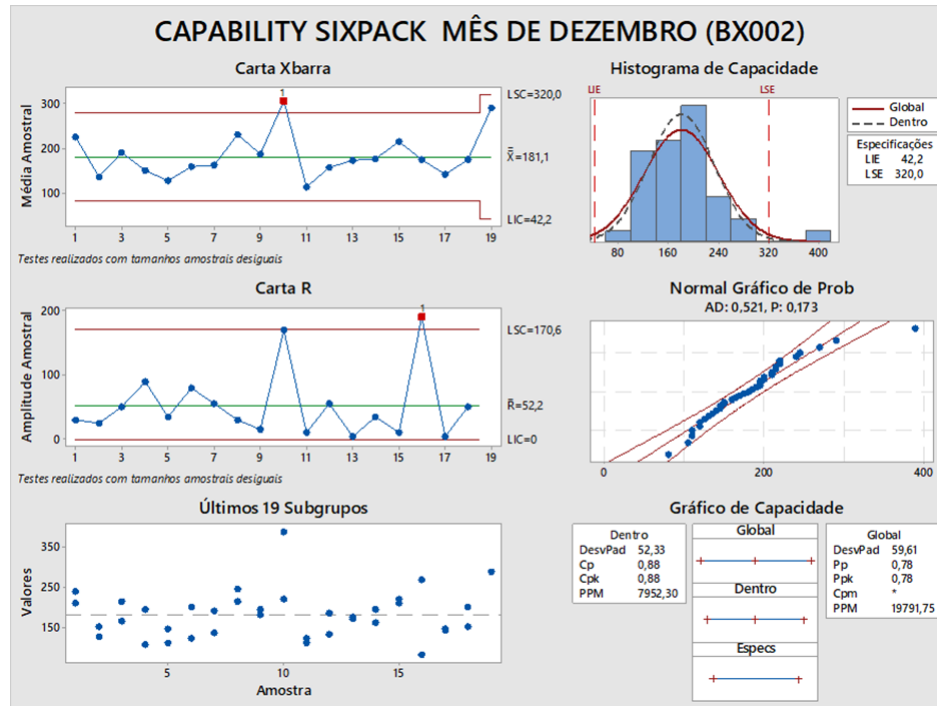 CAPABILITY SIXPACK MÊS DE DEZEMBRO (BX002)
Carta Xbarra
Média Amostral
300
200
100
1
LSC=320,0
X̿=181,1
LIC=42,2
1 3 5 7 9 11 13 15 17 19
Testes realizados com tamanhos amostrais desiguais
Histograma de Capacidade
LIE
LSE
80 160 240 320 400
Global
Dentro
Especificações
LIE 42,2
LSE 320,0
Carta R
Amplitude Amostral
200
100
0
1
LSC=170,6
R̄=52,2
LIC=0
1 3 5 7 9 11 13 15 17 19
Testes realizados com tamanhos amostrais desiguais
Normal Gráfico de Prob
AD: 0,521, P: 0,173
0 200 400
Últimos 19 Subgrupos
Valores
350
250
150
5 10 15
Amostra
Gráfico de Capacidade
Dentro
DesvPad 52,33
Cp 0,88
Cpk 0,88
PPM 7952,30
Global
Dentro
Especs
Global
DesvPad 59,61
Pp 0,78
Ppk 0,78
Cpm *
PPM 19791,75